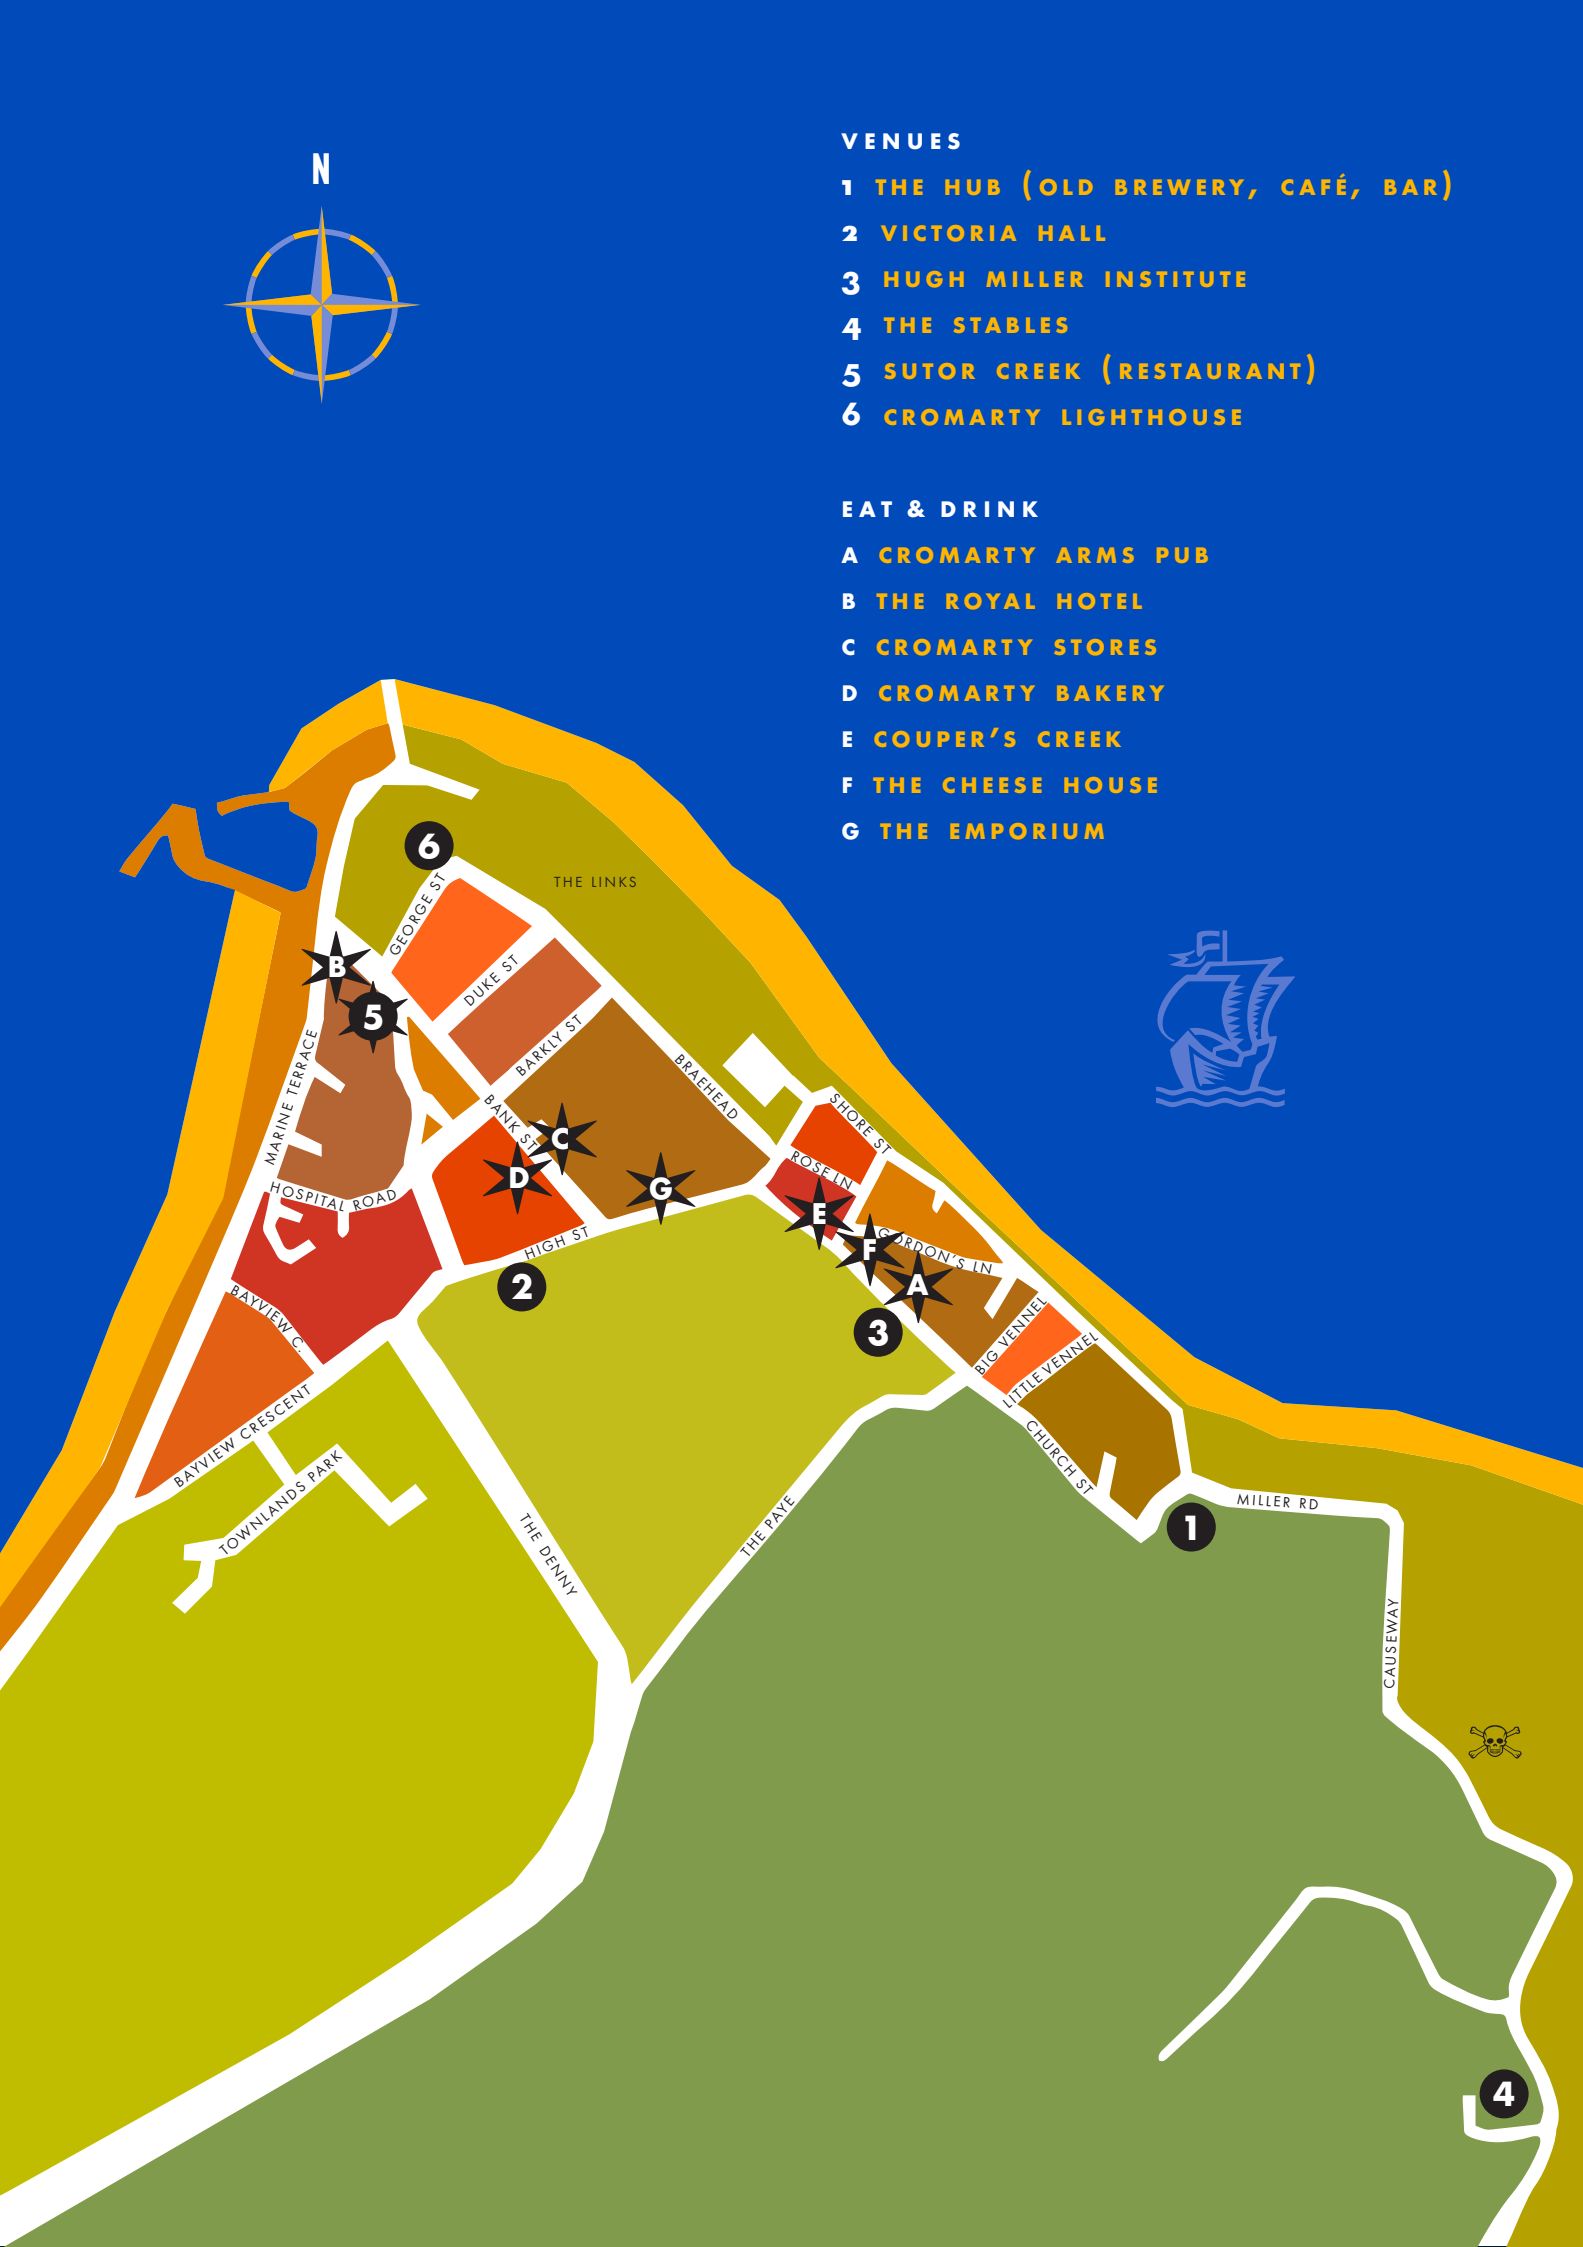 N
VENUES
1 THE HUB (OLD BREWERY, CAFÉ, BAR)
2 VICTORIA HALL
3 HUGH MILLER INSTITUTE
4 THE STABLES
5 SUTOR CREEK (RESTAURANT)
6 CROMARTY LIGHTHOUSE
EAT & DRINK
A CROMARTY ARMS PUB
B THE ROYAL HOTEL
C CROMARTY STORES
D CROMARTY BAKERY
E COUPER'S CREEK
F THE CHEESE HOUSE
G THE EMPORIUM
6
THE LINKS
GEORGE ST
B
DUKE ST
5
BARKLY ST
BRAEHEAD
MARINE TERRACE
BANK ST
C
SHORE ST
D
G
ROSE LN
HOSPITAL ROAD
E
HIGH ST
F
GORDON'S LN
2
A
BAYVIEW C.
3
BIG VENNEL
LITTLE VENNEL
BAYVIEW CRESCENT
CHURCH ST
TOWNLANDS PARK
MILLER RD
1
THE DENNY
THE PAYE
CAUSEWAY
4